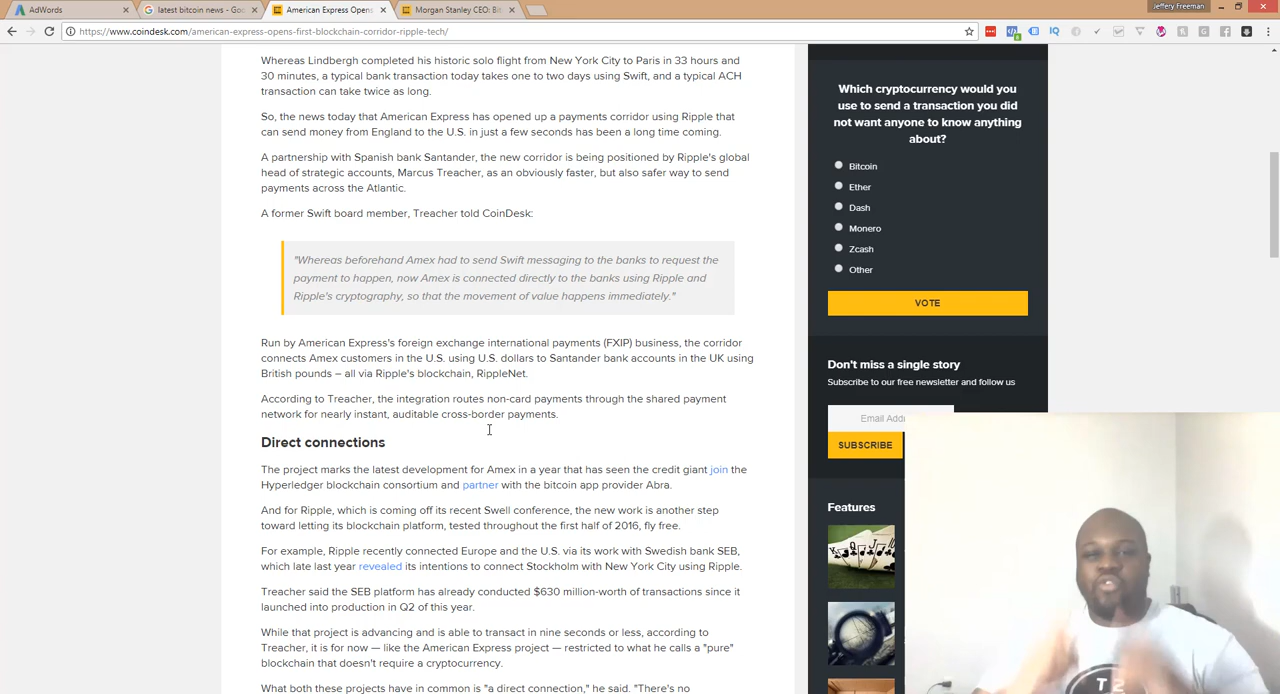 AdWords
latest bitcoin news - Goo
American Express Opens
Morgan Stanley CEO: Bit
Jeffery Freeman
https://www.coindesk.com/american-express-opens-first-blockchain-corridor-ripple-tech/
Whereas Lindbergh completed his historic solo flight from New York City to Paris in 33 hours and
30 minutes, a typical bank transaction today takes one to two days using Swift, and a typical ACH
transaction can take twice as long.
So, the news today that American Express has opened up a payments corridor using Ripple that
can send money from England to the U.S. in just a few seconds has been a long time coming.
A partnership with Spanish bank Santander, the new corridor is being positioned by Ripple's global
head of strategic accounts, Marcus Treacher, as an obviously faster, but also safer way to send
payments across the Atlantic.
A former Swift board member, Treacher told CoinDesk:
"Whereas beforehand Amex had to send Swift messaging to the banks to request the
payment to happen, now Amex is connected directly to the banks using Ripple and
Ripple's cryptography, so that the movement of value happens immediately."
Run by American Express's foreign exchange international payments (FXIP) business, the corridor
connects Amex customers in the U.S. using U.S. dollars to Santander bank accounts in the UK using
British pounds – all via Ripple's blockchain, RippleNet.
According to Treacher, the integration routes non-card payments through the shared payment
network for nearly instant, auditable cross-border payments.
Direct connections
The project marks the latest development for Amex in a year that has seen the credit giant join the
Hyperledger blockchain consortium and partner with the bitcoin app provider Abra.
And for Ripple, which is coming off its recent Swell conference, the new work is another step
toward letting its blockchain platform, tested throughout the first half of 2016, fly free.
For example, Ripple recently connected Europe and the U.S. via its work with Swedish bank SEB,
which late last year revealed its intentions to connect Stockholm with New York City using Ripple.
Treacher said the SEB platform has already conducted $630 million-worth of transactions since it
launched into production in Q2 of this year.
While that project is advancing and is able to transact in nine seconds or less, according to
Treacher, it is for now — like the American Express project — restricted to what he calls a "pure"
blockchain that doesn't require a cryptocurrency.
What both these projects have in common is "a direct connection," he said. "There's no
Which cryptocurrency would you
use to send a transaction you did
not want anyone to know anything
about?
Bitcoin
Ether
Dash
Monero
Zcash
Other
VOTE
Don't miss a single story
Subscribe to our free newsletter and follow us
Email Addr
SUBSCRIBE
Features
T 2